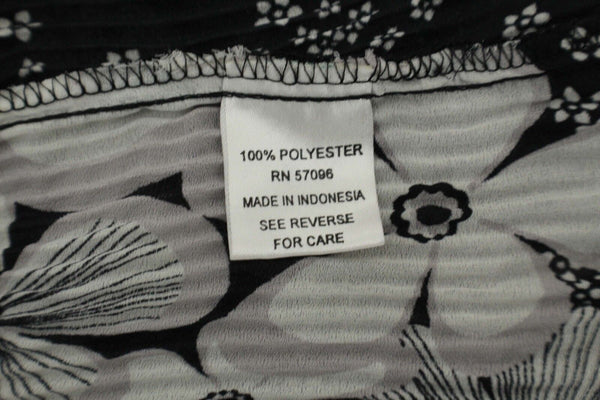 100% POLYESTER
RN 57096
MADE IN INDONESIA
SEE REVERSE
FOR CARE